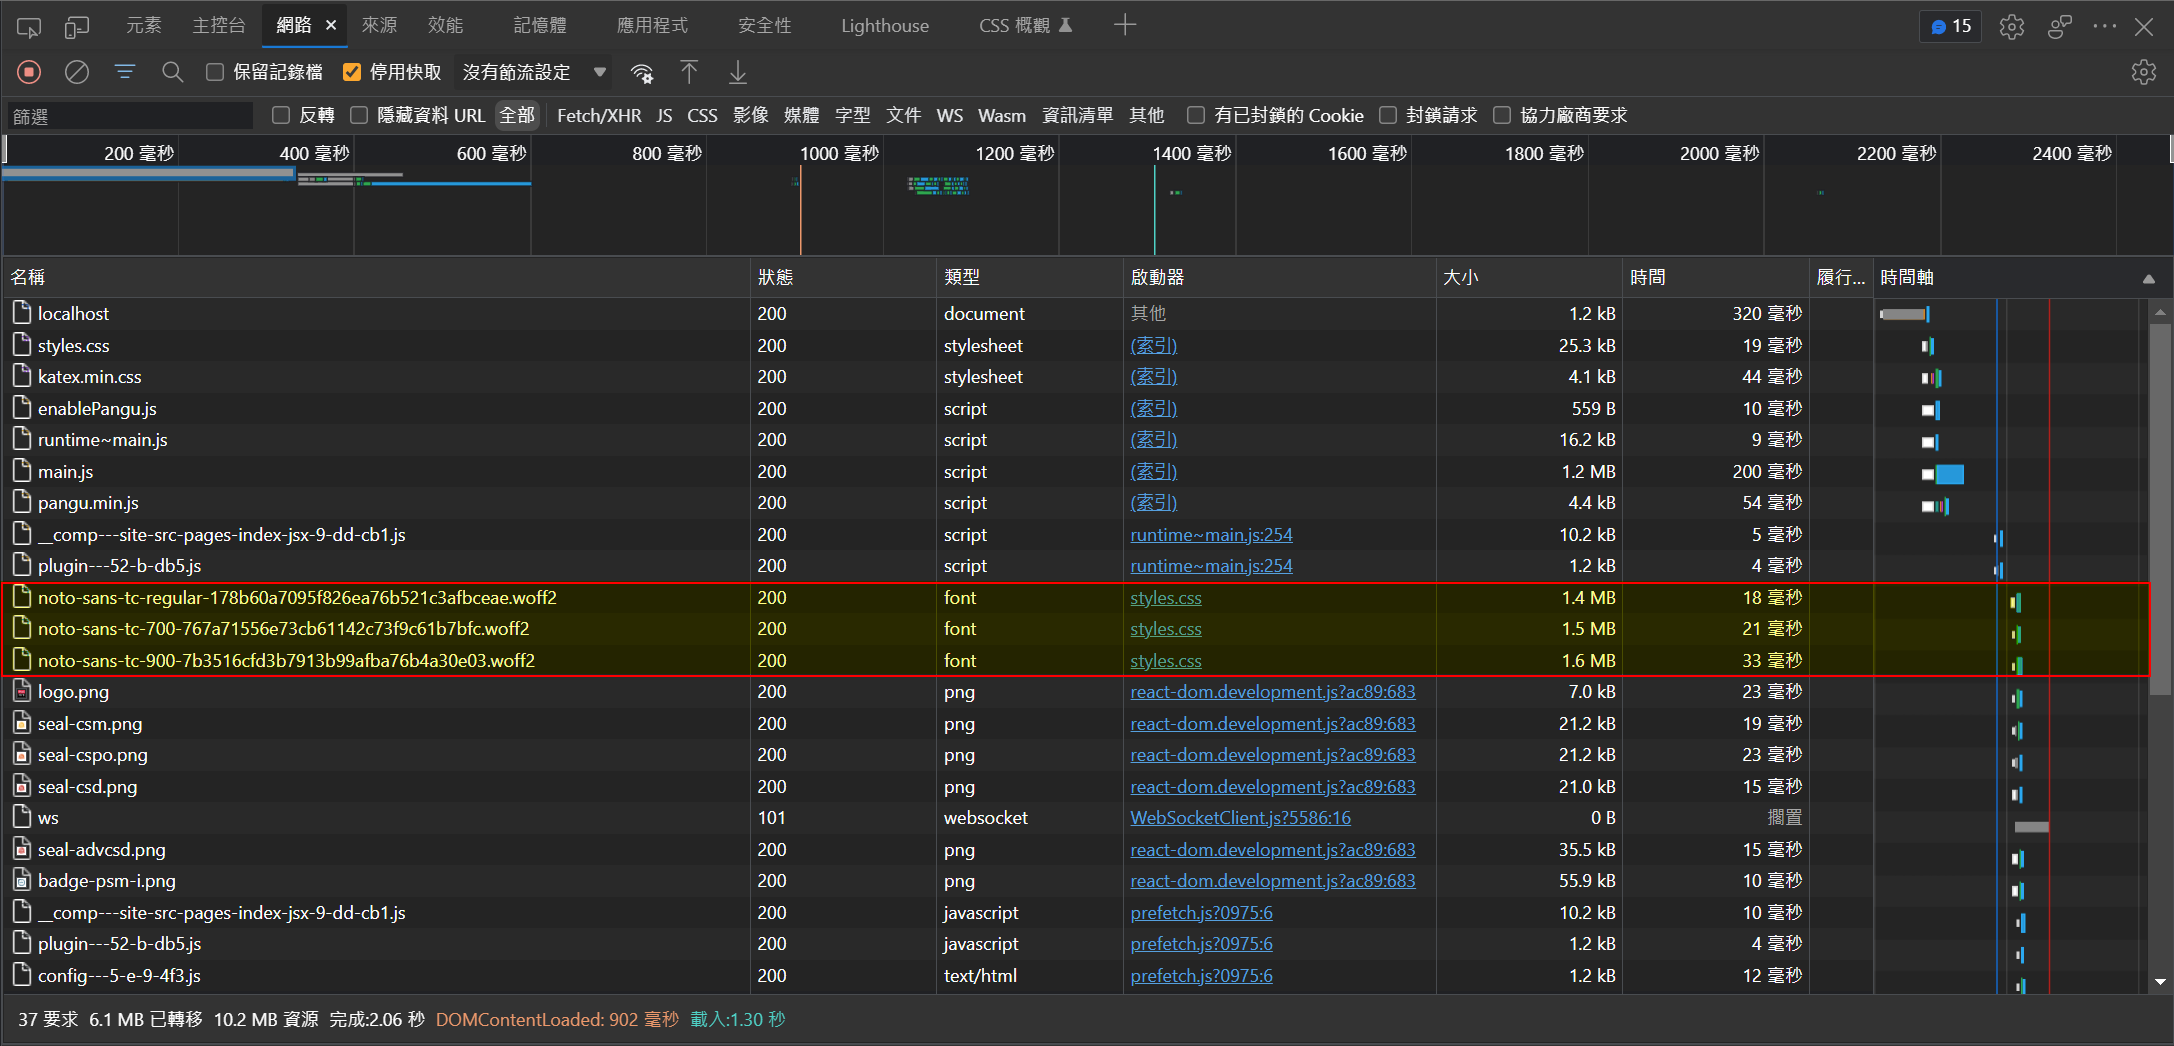 元素 主控台 網路 來源 效能 記憶體 應用程式 安全性 Lighthouse CSS 概觀 15
保留記錄檔 停用快取 沒有節流設定
篩選 反轉 隱藏資料 URL 全部 Fetch/XHR JS CSS 影像 媒體 字型 文件 WS Wasm 資訊清單 其他 有已封鎖的 Cookie 封鎖請求 協力廠商要求
200 毫秒 400 毫秒 600 毫秒 800 毫秒 1000 毫秒 1200 毫秒 1400 毫秒 1600 毫秒 1800 毫秒 2000 毫秒 2200 毫秒 2400 毫秒
名稱 狀態 類型 啟動器 大小 時間 履行... 時間軸
localhost 200 document 其他 1.2 kB 320 毫秒
styles.css 200 stylesheet (索引) 25.3 kB 19 毫秒
katex.min.css 200 stylesheet (索引) 4.1 kB 44 毫秒
enablePangu.js 200 script (索引) 559 B 10 毫秒
runtime~main.js 200 script (索引) 16.2 kB 9 毫秒
main.js 200 script (索引) 1.2 MB 200 毫秒
pangu.min.js 200 script (索引) 4.4 kB 54 毫秒
__comp---site-src-pages-index-jsx-9-dd-cb1.js 200 script runtime~main.js:254 10.2 kB 5 毫秒
plugin---52-b-db5.js 200 script runtime~main.js:254 1.2 kB 4 毫秒
noto-sans-tc-regular-178b60a7095f826ea76b521c3afbceae.woff2 200 font styles.css 1.4 MB 18 毫秒
noto-sans-tc-700-767a71556e73cb61142c73f9c61b7bfc.woff2 200 font styles.css 1.5 MB 21 毫秒
noto-sans-tc-900-7b3516cfd3b7913b99afba76b4a30e03.woff2 200 font styles.css 1.6 MB 33 毫秒
logo.png 200 png react-dom.development.js?ac89:683 7.0 kB 23 毫秒
seal-csm.png 200 png react-dom.development.js?ac89:683 21.2 kB 19 毫秒
seal-cspo.png 200 png react-dom.development.js?ac89:683 21.2 kB 23 毫秒
seal-csd.png 200 png react-dom.development.js?ac89:683 21.0 kB 15 毫秒
ws 101 websocket WebSocketClient.js?5586:16 0 B 擱置
seal-advcsd.png 200 png react-dom.development.js?ac89:683 35.5 kB 15 毫秒
badge-psm-i.png 200 png react-dom.development.js?ac89:683 55.9 kB 10 毫秒
__comp---site-src-pages-index-jsx-9-dd-cb1.js 200 javascript prefetch.js?0975:6 10.2 kB 10 毫秒
plugin---52-b-db5.js 200 javascript prefetch.js?0975:6 1.2 kB 4 毫秒
config---5-e-9-4f3.js 200 text/html prefetch.js?0975:6 1.2 kB 12 毫秒
37 要求 6.1 MB 已轉移 10.2 MB 資源 完成:2.06 秒 DOMContentLoaded: 902 毫秒 載入:1.30 秒